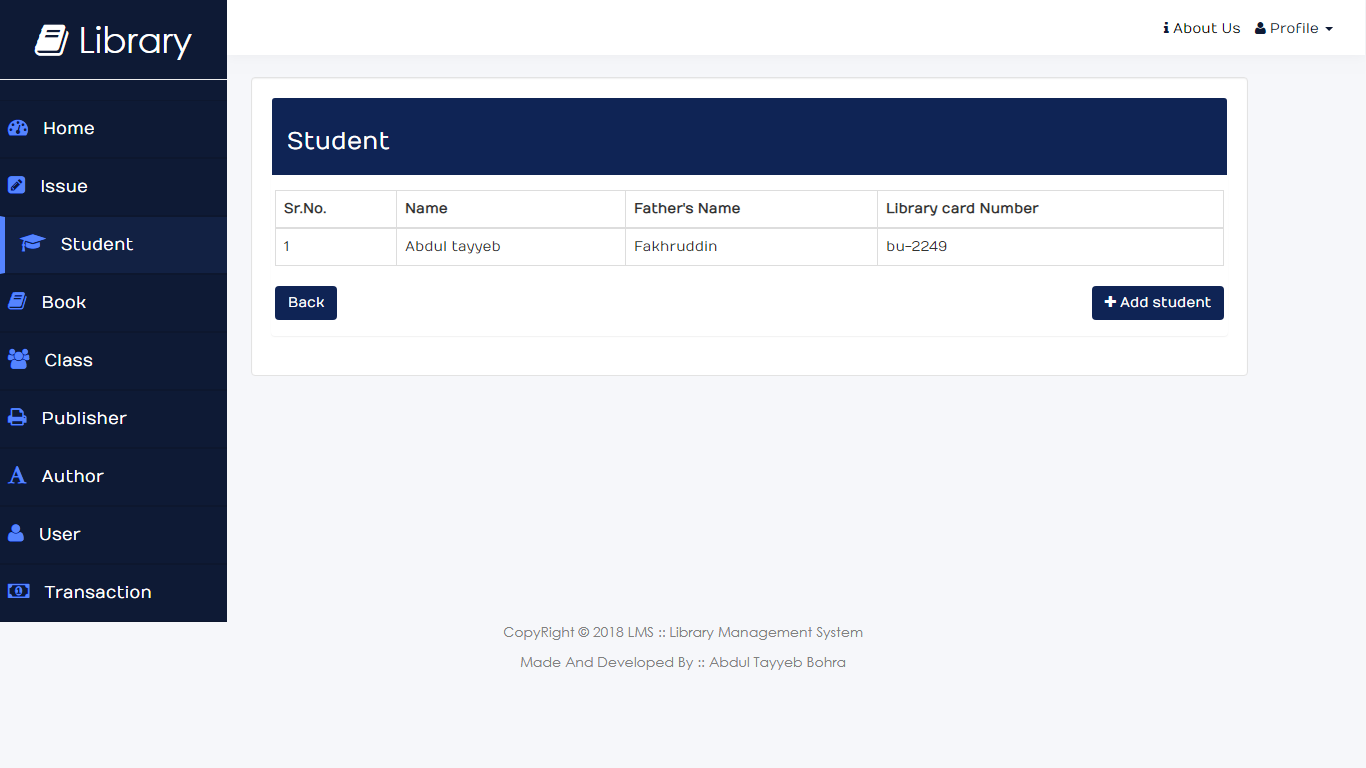 Library
About Us Profile
Home
Issue
Student
Book
Class
Publisher
Author
User
Transaction
Student
Sr.No. Name Father's Name Library card Number
1 Abdul tayyeb Fakhruddin bu-2249
Back Add student
CopyRight © 2018 LMS :: Library Management System
Made And Developed By :: Abdul Tayyeb Bohra